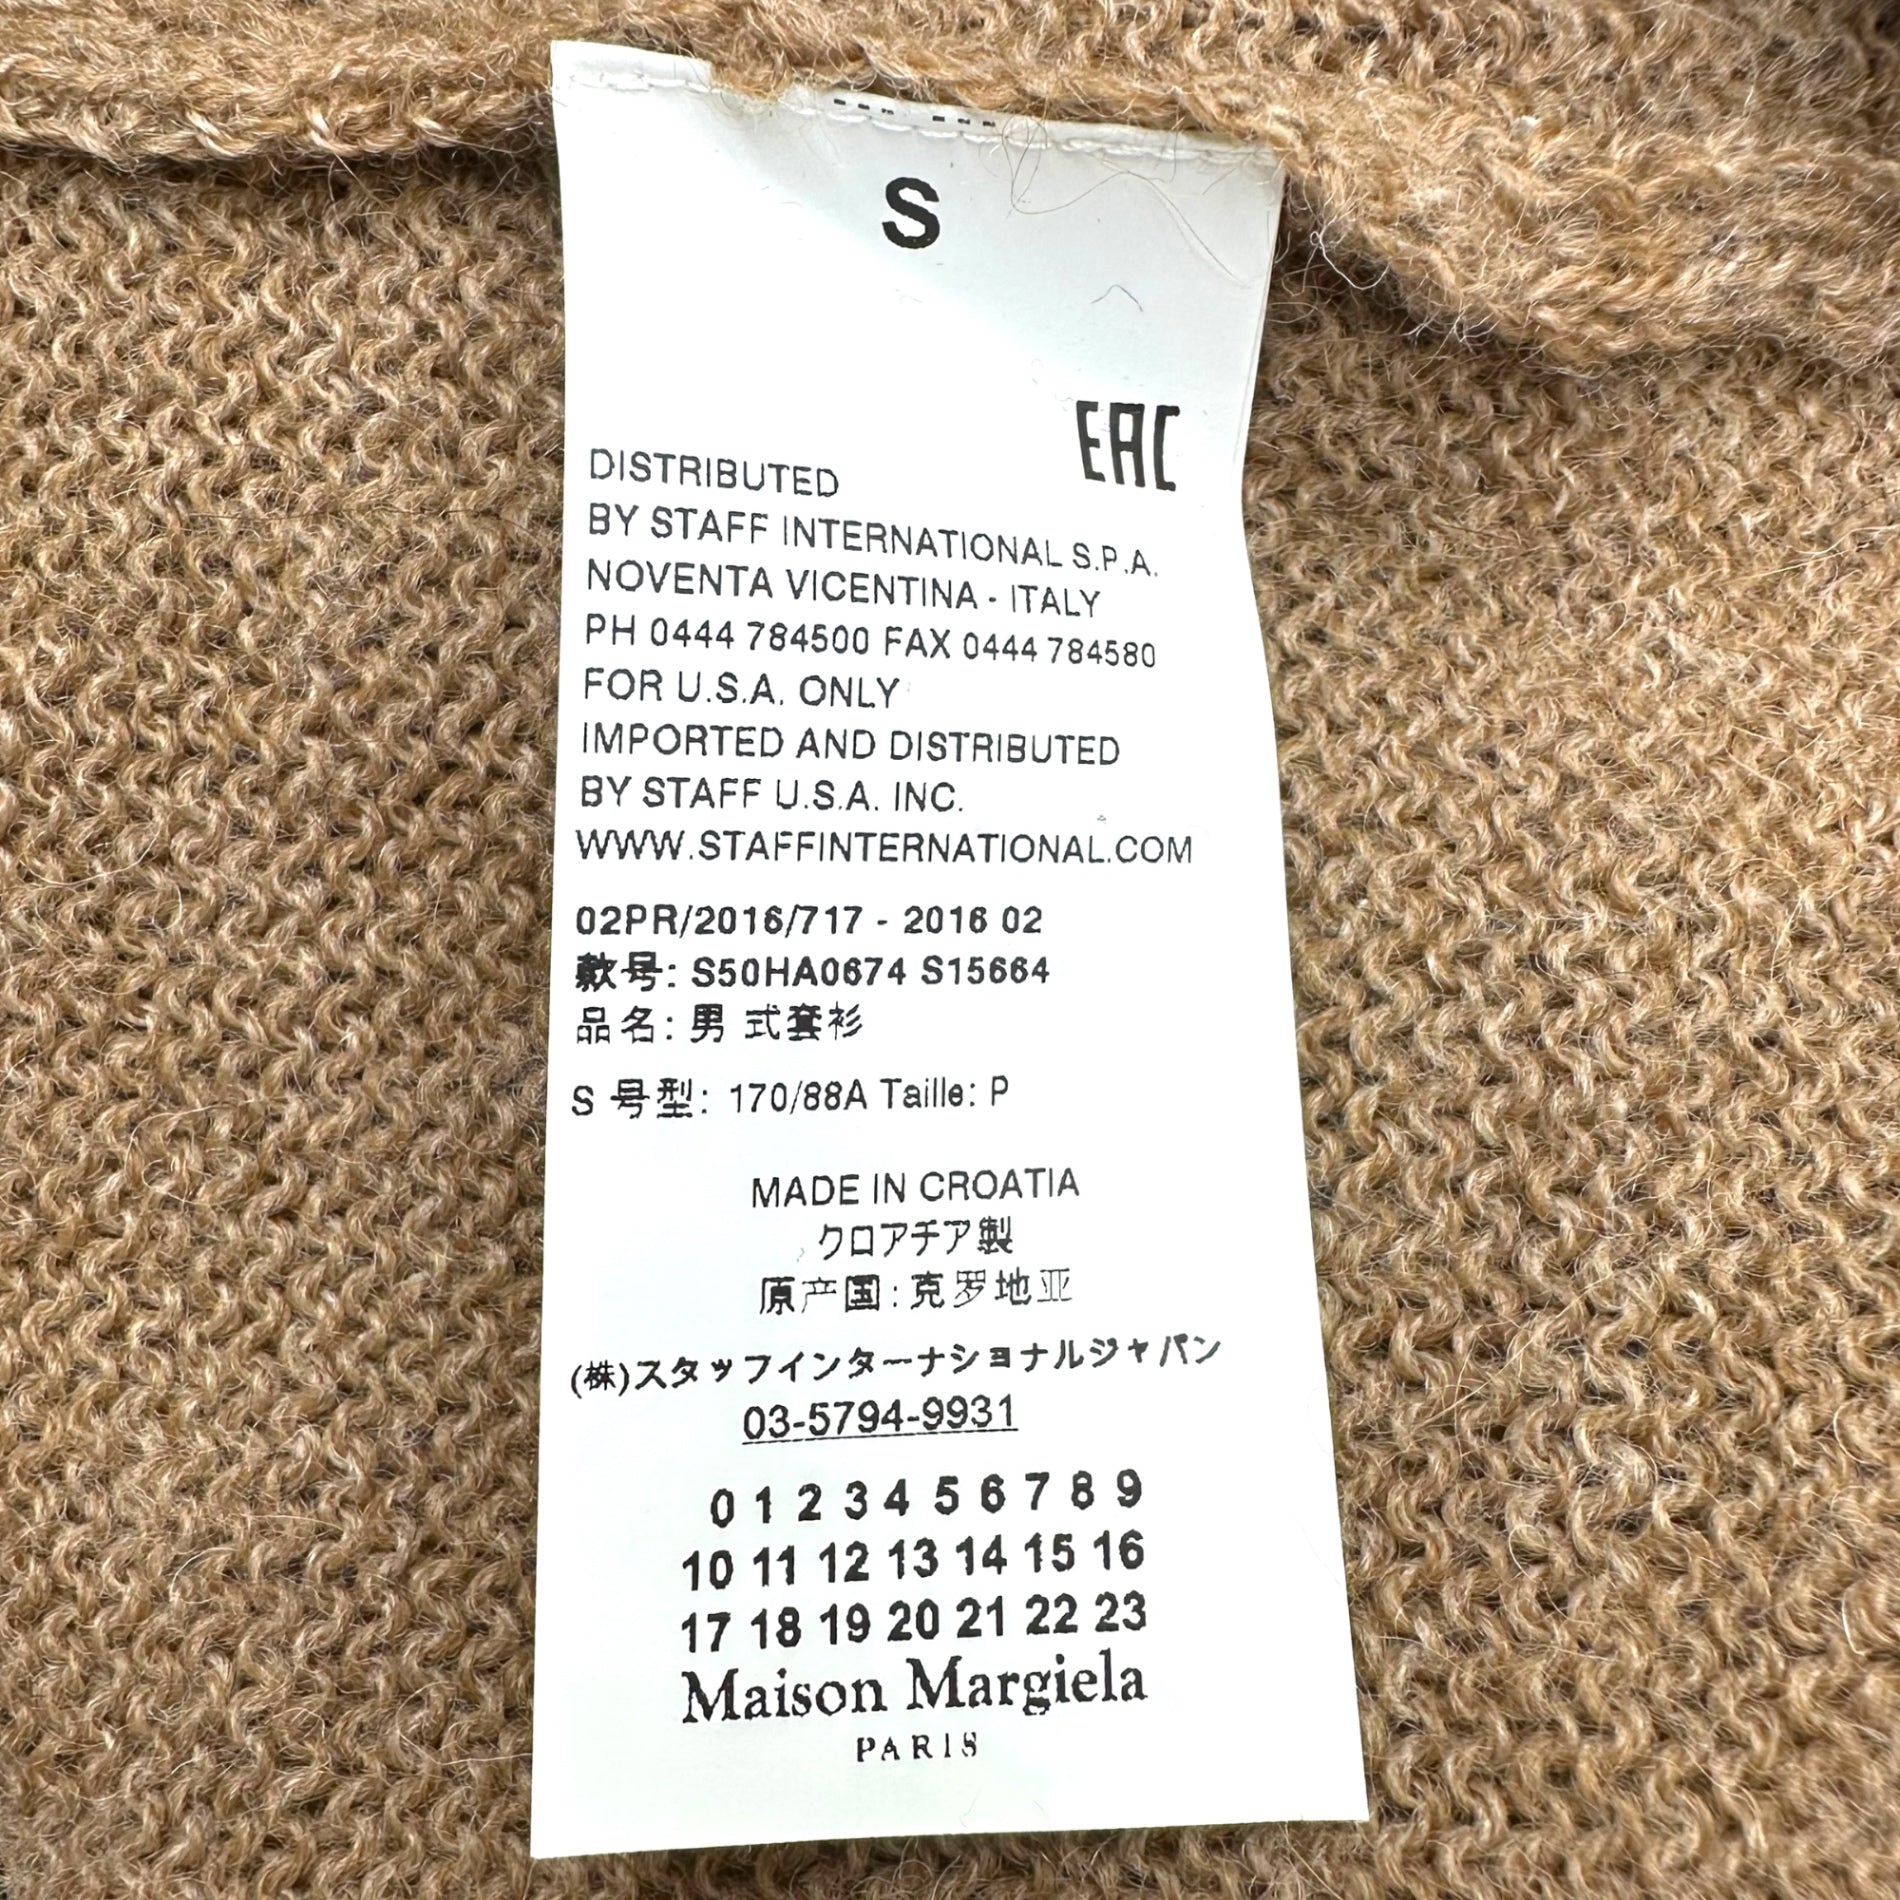 S
EAC
DISTRIBUTED
BY STAFF INTERNATIONAL S.P.A.
NOVENTA VICENTINA - ITALY
PH 0444 784500 FAX 0444 784580
FOR U.S.A. ONLY
IMPORTED AND DISTRIBUTED
BY STAFF U.S.A. INC.
WWW.STAFFINTERNATIONAL.COM
02PR/2016/717 - 2016 02
款号: S50HA0674 S15664
品名: 男 式套衫
S 号型: 170/88A Taille: P
MADE IN CROATIA
クロアチア製
原产国: 克罗地亚
(株)スタッフインターナショナルジャパン
03-5794-9931
0 1 2 3 4 5 6 7 8 9
10 11 12 13 14 15 16
17 18 19 20 21 22 23
Maison Margiela
PARIS